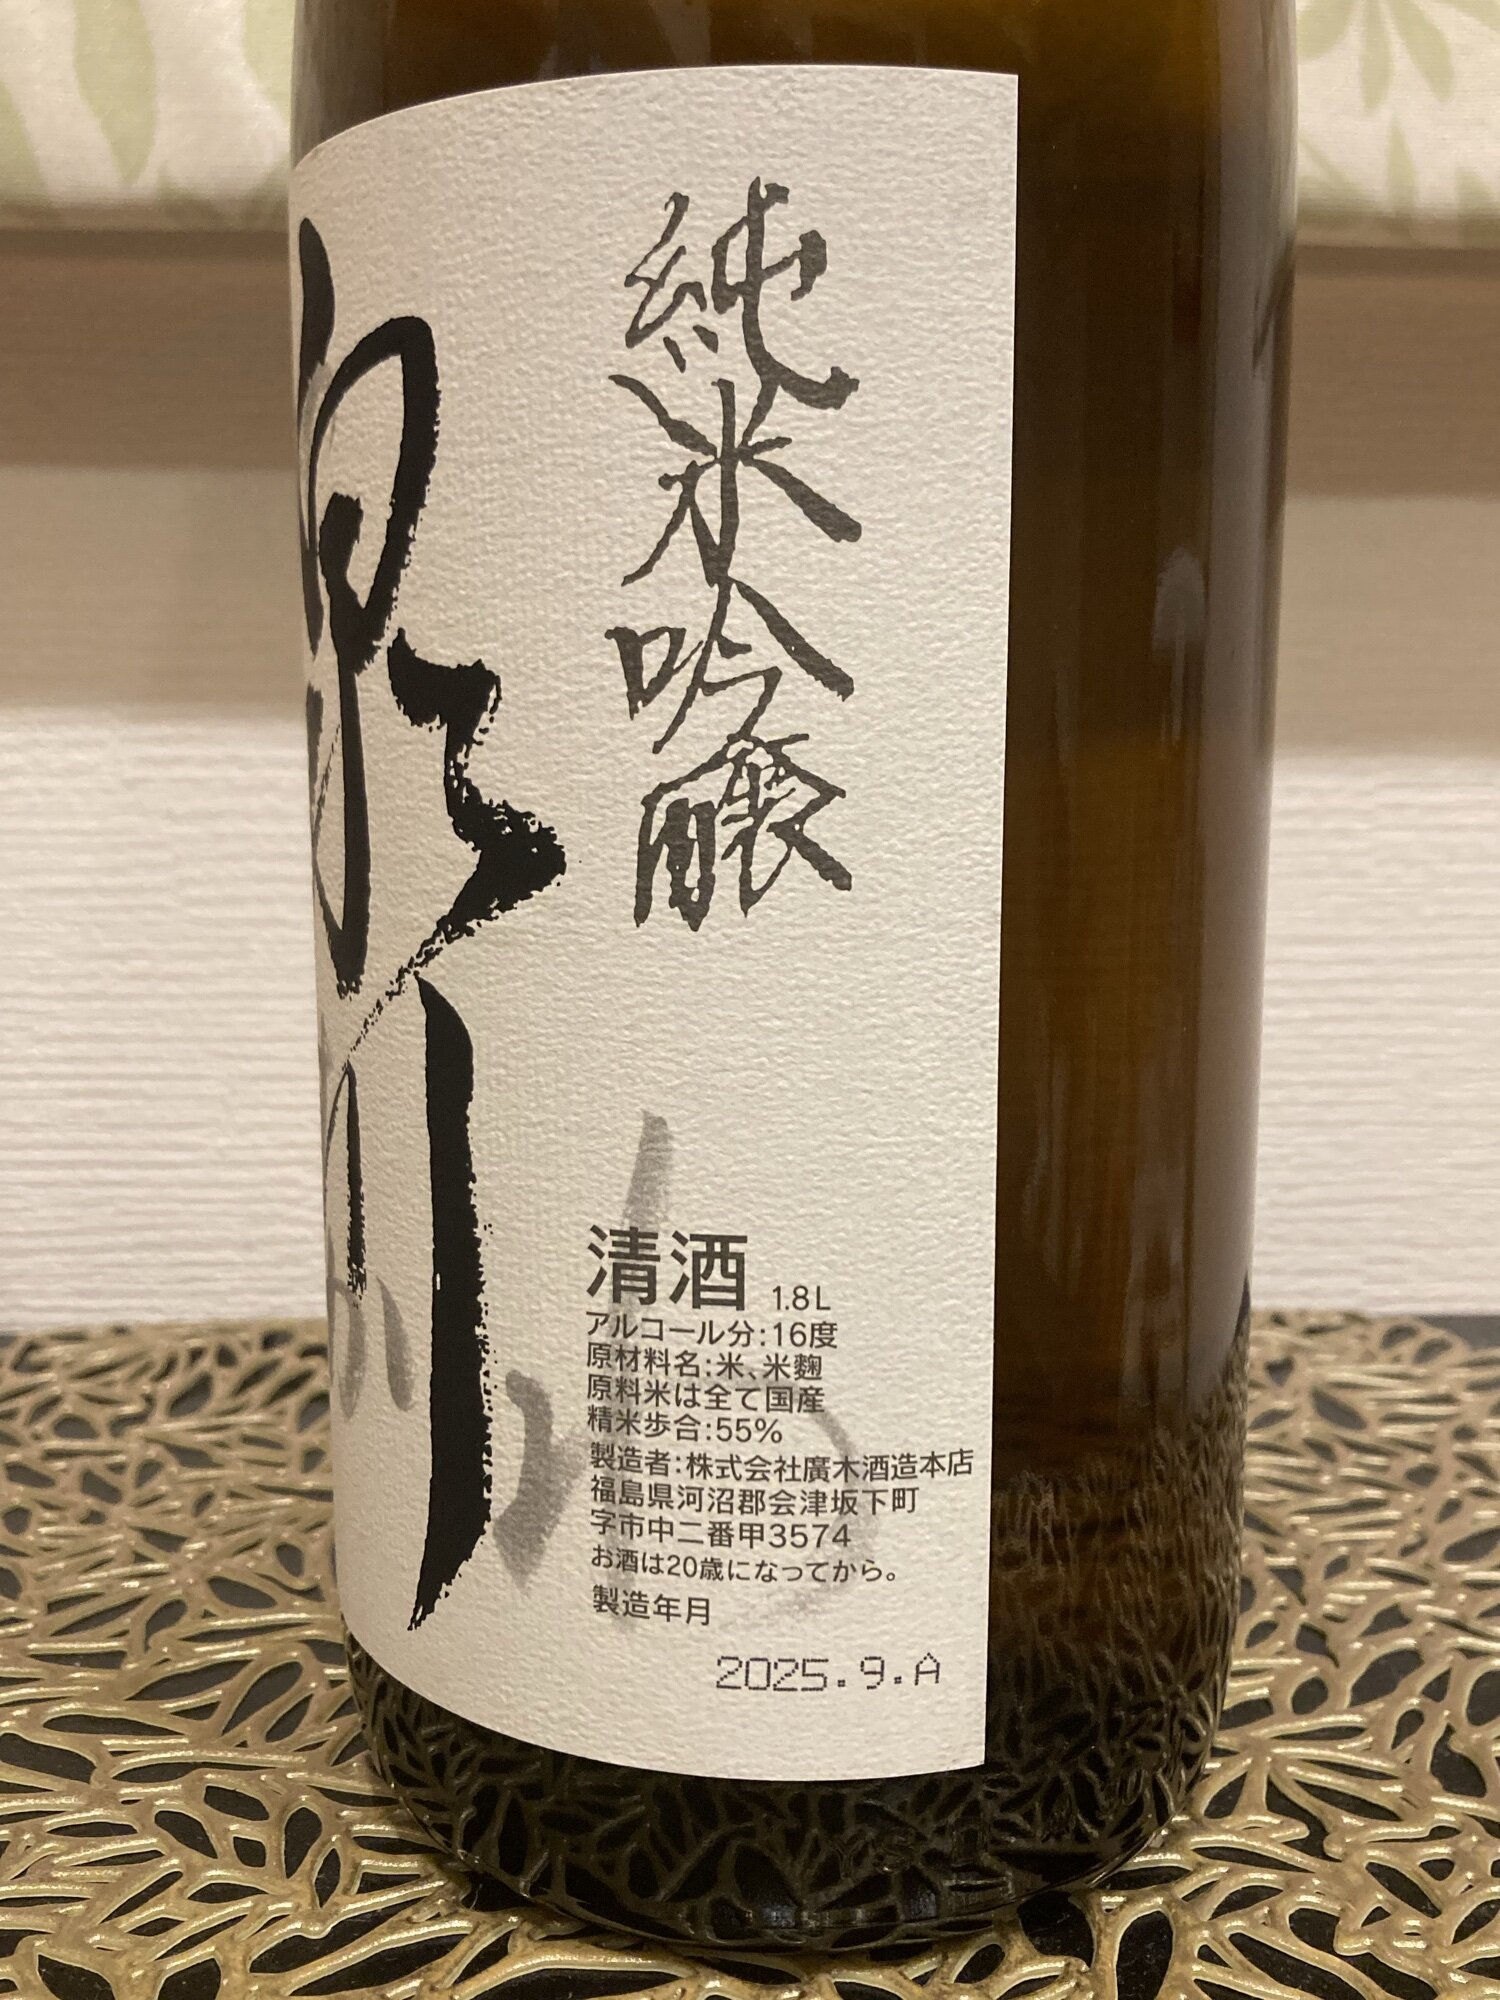 純米吟醸
泉川
清酒 1.8L
アルコール分:16度
原材料名:米、米麹
原料米は全て国産
精米歩合:55%
製造者:株式会社廣木酒造本店
福島県河沼郡会津坂下町
字市中二番甲3574
お酒は20歳になってから。
製造年月
2025.9.A